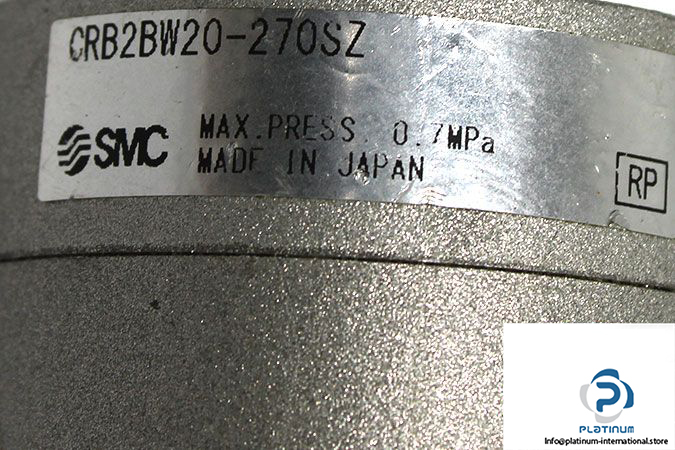 CRB2BW20-270SZ
SMC
MAX.PRESS. 0.7MPa
MADE IN JAPAN
RP
PLATINUM
Info@platinum-international.store